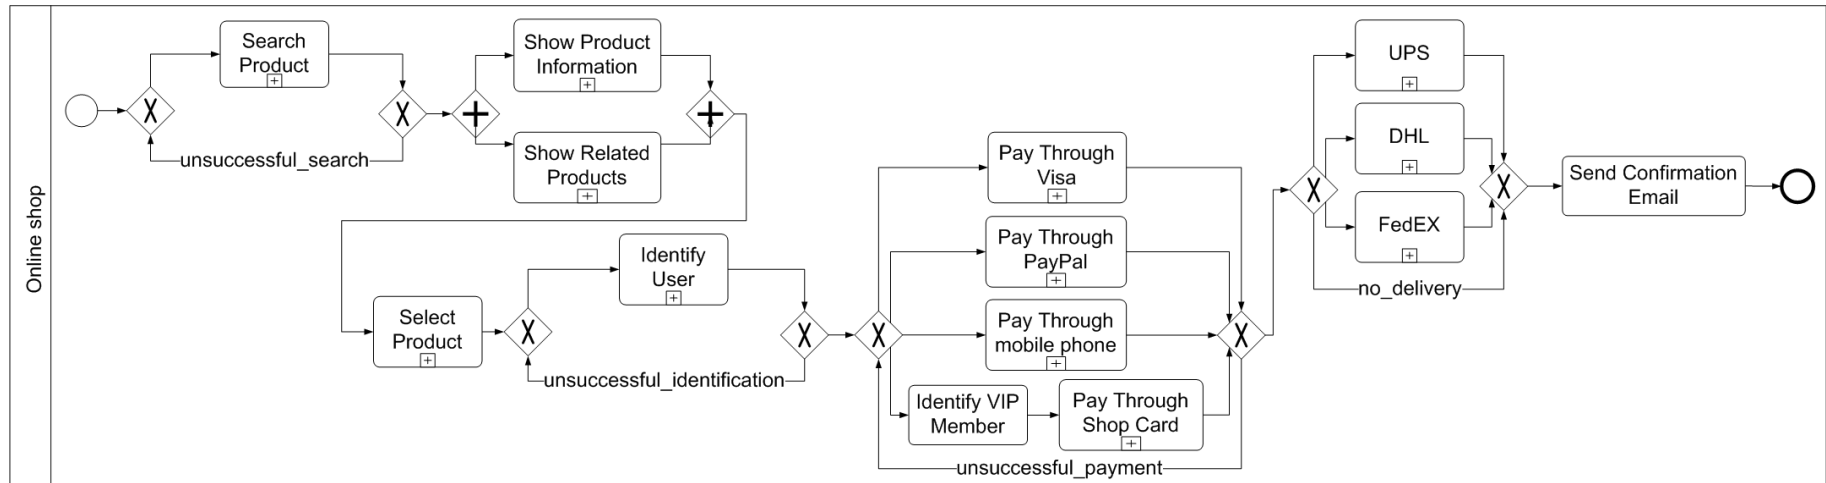 Online shop
Search
Product
unsuccessful_search
Show Product
Information
Show Related
Products
Select
Product
Identify
User
unsuccessful_identification
Pay Through
Visa
Pay Through
PayPal
Pay Through
mobile phone
Identify VIP
Member
Pay Through
Shop Card
unsuccessful_payment
UPS
DHL
FedEX
no_delivery
Send Confirmation
Email